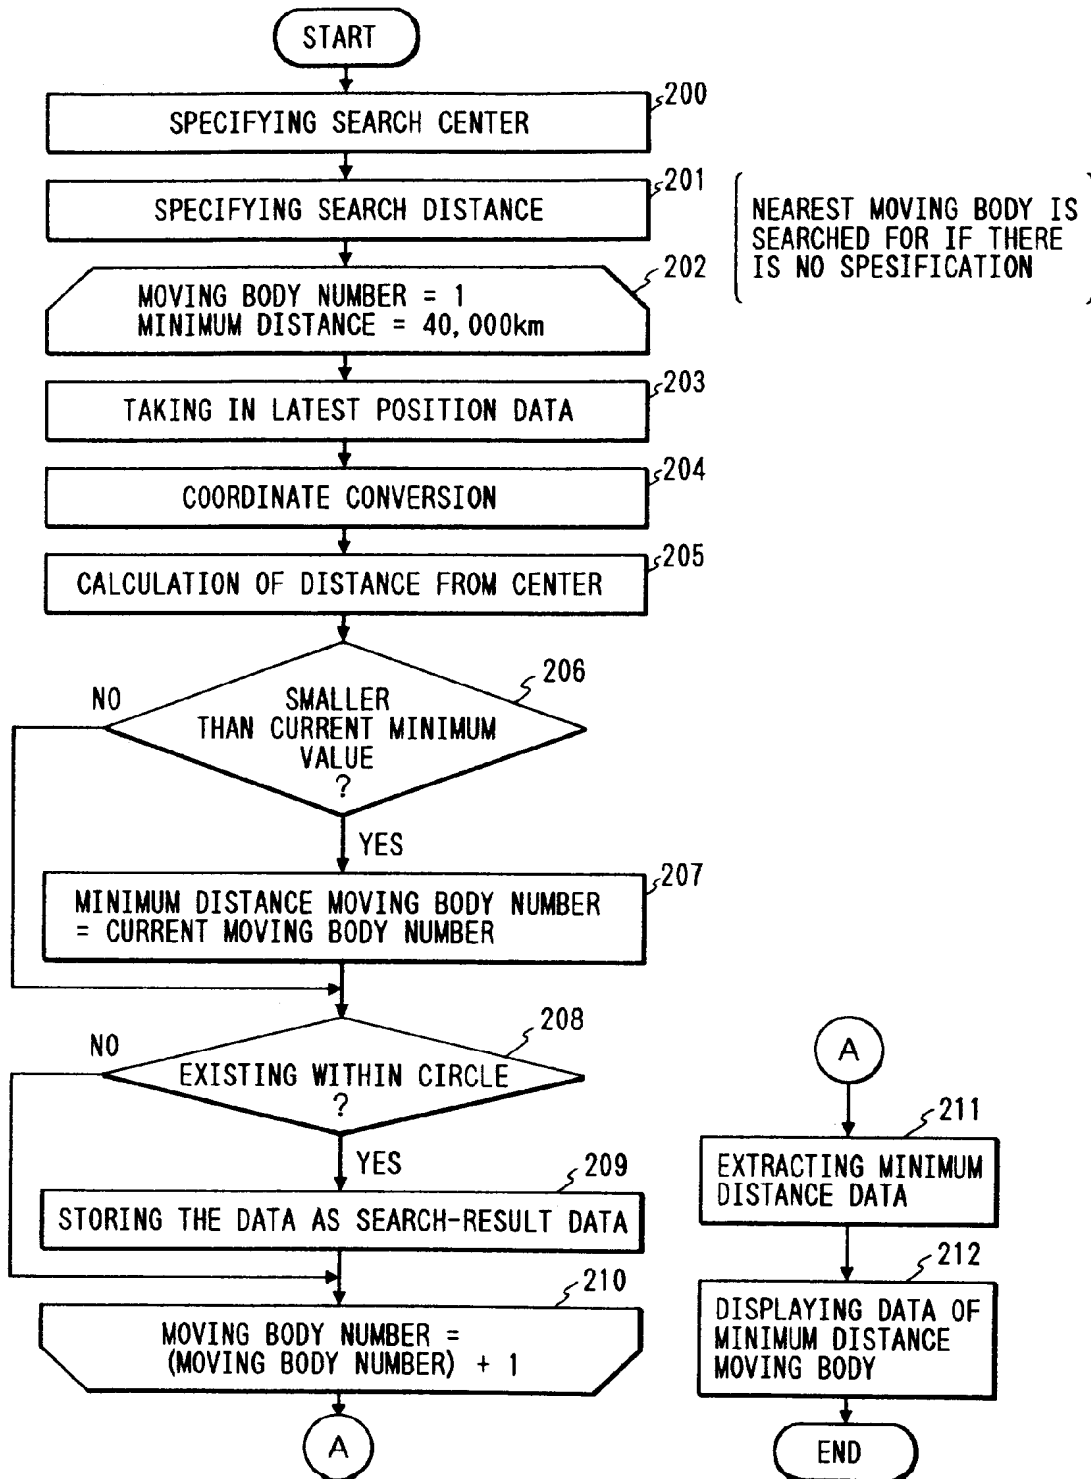 START
200
SPECIFYING SEARCH CENTER
201
SPECIFYING SEARCH DISTANCE
NEAREST MOVING BODY IS
SEARCHED FOR IF THERE
IS NO SPESIFICATION
202
MOVING BODY NUMBER = 1
MINIMUM DISTANCE = 40,000km
203
TAKING IN LATEST POSITION DATA
204
COORDINATE CONVERSION
205
CALCULATION OF DISTANCE FROM CENTER
206
NO
SMALLER
THAN CURRENT MINIMUM
VALUE
?
YES
207
MINIMUM DISTANCE MOVING BODY NUMBER
= CURRENT MOVING BODY NUMBER
208
NO
EXISTING WITHIN CIRCLE
?
YES
209
STORING THE DATA AS SEARCH-RESULT DATA
210
MOVING BODY NUMBER =
(MOVING BODY NUMBER) + 1
A
A
211
EXTRACTING MINIMUM
DISTANCE DATA
212
DISPLAYING DATA OF
MINIMUM DISTANCE
MOVING BODY
END